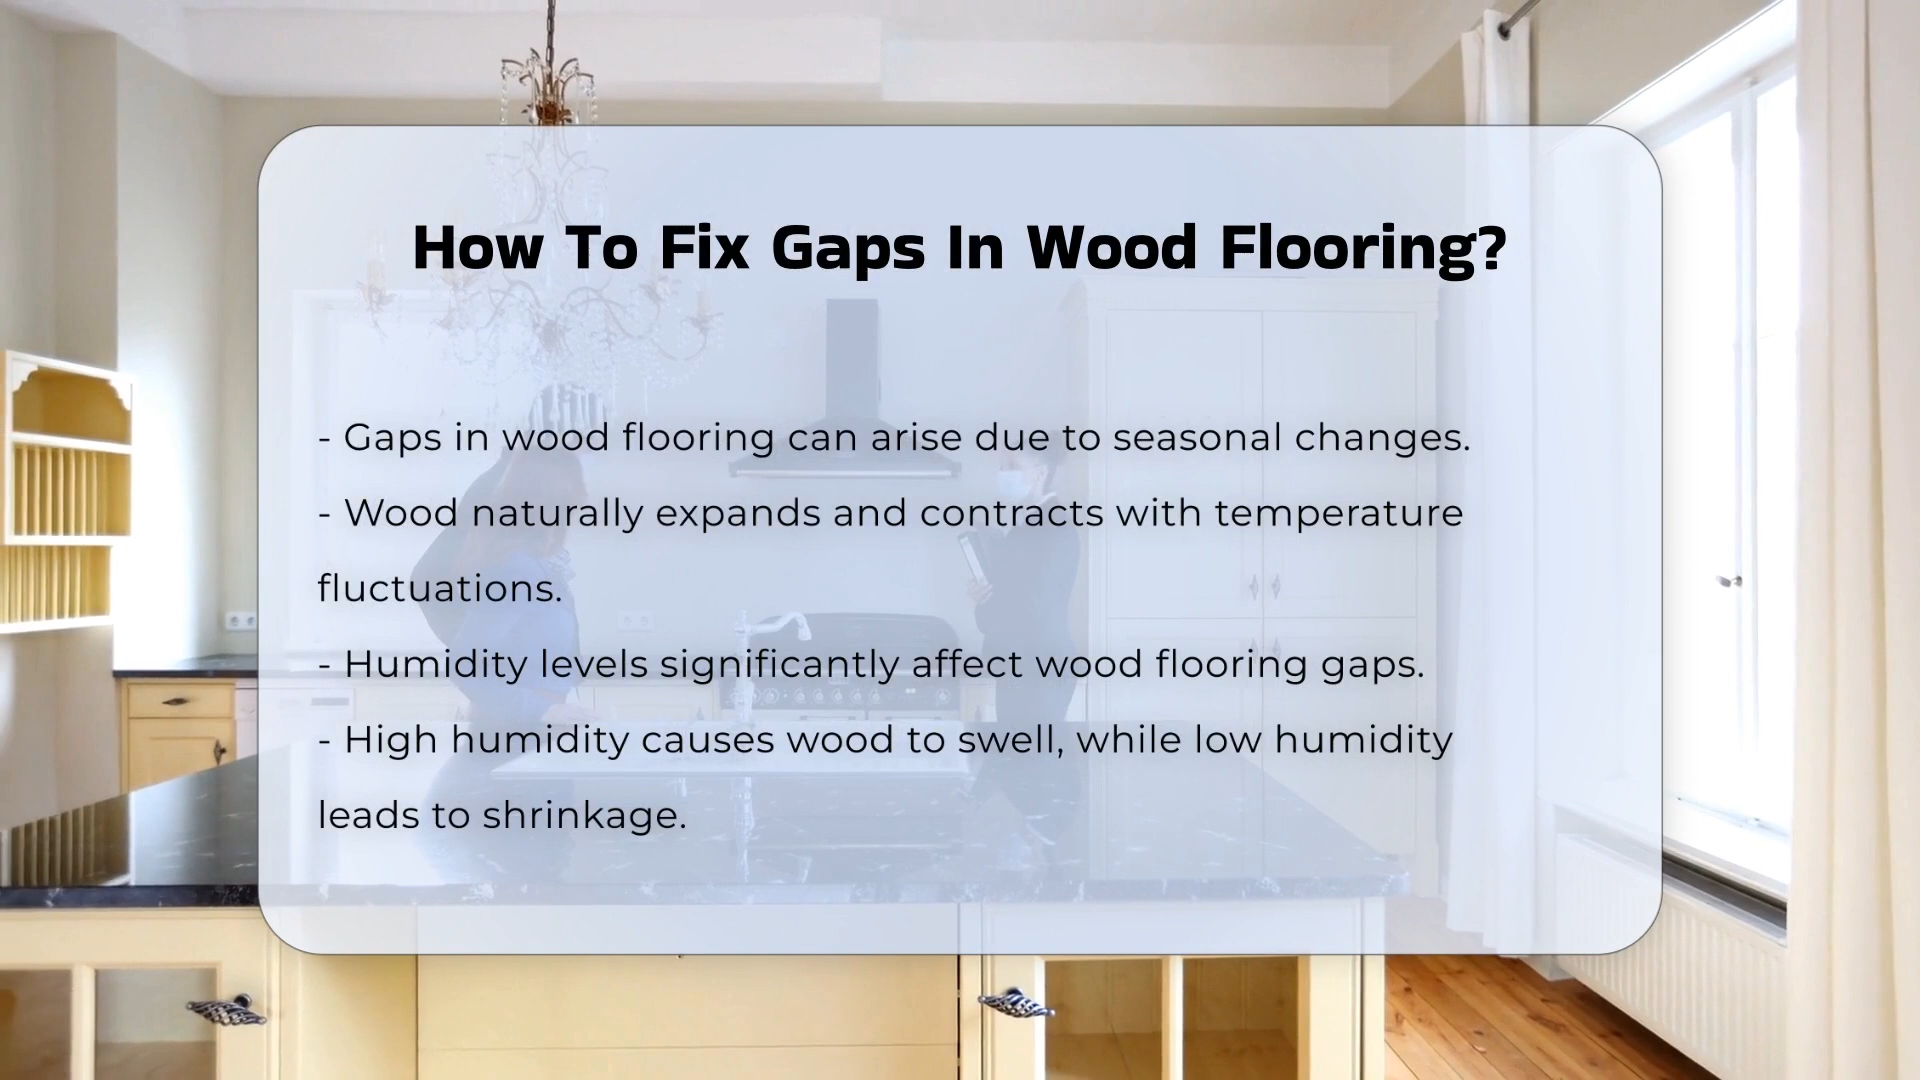 How To Fix Gaps In Wood Flooring?
- Gaps in wood flooring can arise due to seasonal changes.
- Wood naturally expands and contracts with temperature
fluctuations.
- Humidity levels significantly affect wood flooring gaps.
- High humidity causes wood to swell, while low humidity
leads to shrinkage.